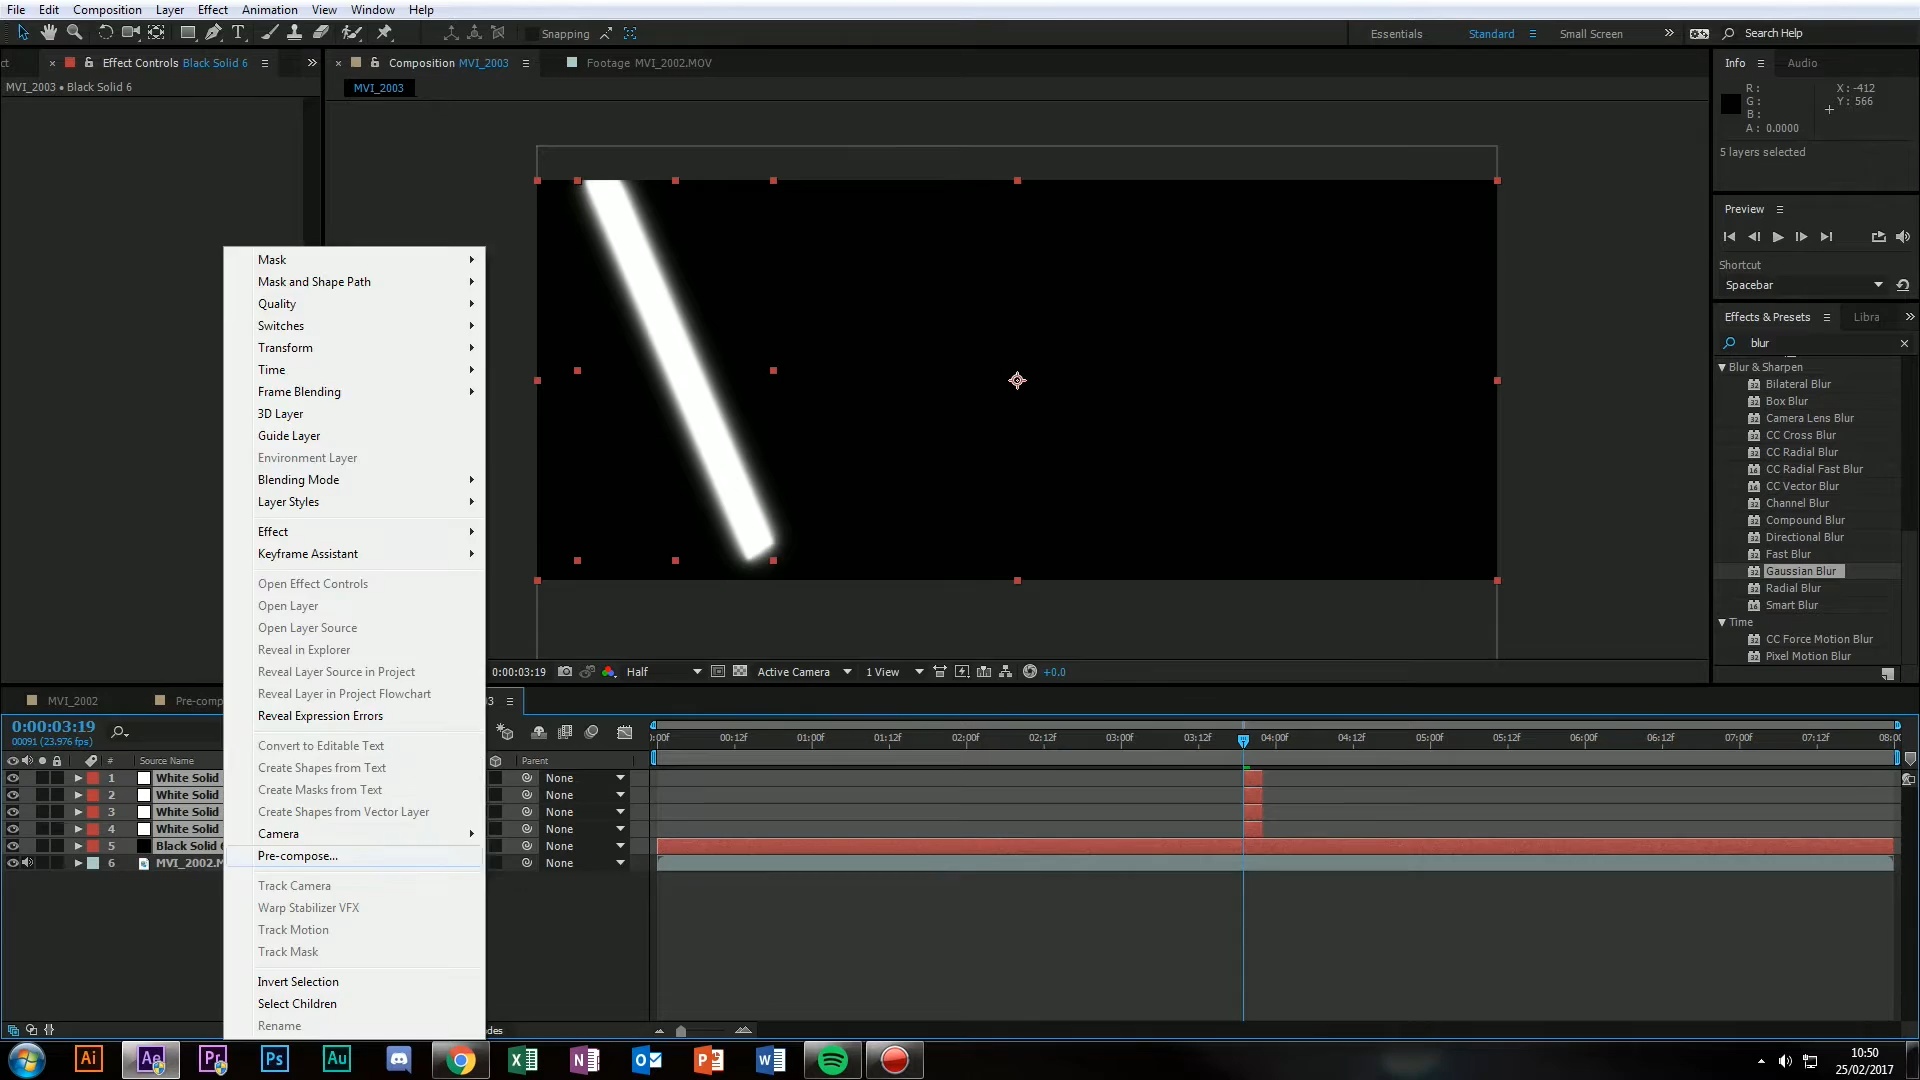 File Edit Composition Layer Effect Animation View Window Help
Snapping
Essentials Standard Small Screen Search Help
Effect Controls Black Solid 6
Composition MVI_2003
Footage MVI_2002.MOV
MVI_2003 • Black Solid 6
MVI_2003
Info Audio
R :
G :
B :
A : 0.0000
X : -412
Y : 566
5 layers selected
Preview
Shortcut
Spacebar
Effects & Presets Libra
blur
Blur & Sharpen
Bilateral Blur
Box Blur
Camera Lens Blur
CC Cross Blur
CC Radial Blur
CC Radial Fast Blur
CC Vector Blur
Channel Blur
Compound Blur
Directional Blur
Fast Blur
Gaussian Blur
Radial Blur
Smart Blur
Time
CC Force Motion Blur
Pixel Motion Blur
Mask
Mask and Shape Path
Quality
Switches
Transform
Time
Frame Blending
3D Layer
Guide Layer
Environment Layer
Blending Mode
Layer Styles
Effect
Keyframe Assistant
Open Effect Controls
Open Layer
Open Layer Source
Reveal in Explorer
Reveal Layer Source in Project
Reveal Layer in Project Flowchart
Reveal Expression Errors
Convert to Editable Text
Create Shapes from Text
Create Masks from Text
Create Shapes from Vector Layer
Camera
Pre-compose...
Track Camera
Warp Stabilizer VFX
Track Motion
Track Mask
Invert Selection
Select Children
Rename
0:00:03:19 Half Active Camera 1 View +0.0
MVI_2002 Pre-comp
0:00:03:19
00091 (23.976 fps)
# Source Name Parent
:00f 00:12f 01:00f 01:12f 02:00f 02:12f 03:00f 03:12f 04:00f 04:12f 05:00f 05:12f 06:00f 06:12f 07:00f 07:12f 08:00
1 White Solid None
2 White Solid None
3 White Solid None
4 White Solid None
5 Black Solid 6 None
6 MVI_2002.M None
Ai Ae Pr Ps Au
10:50
25/02/2017